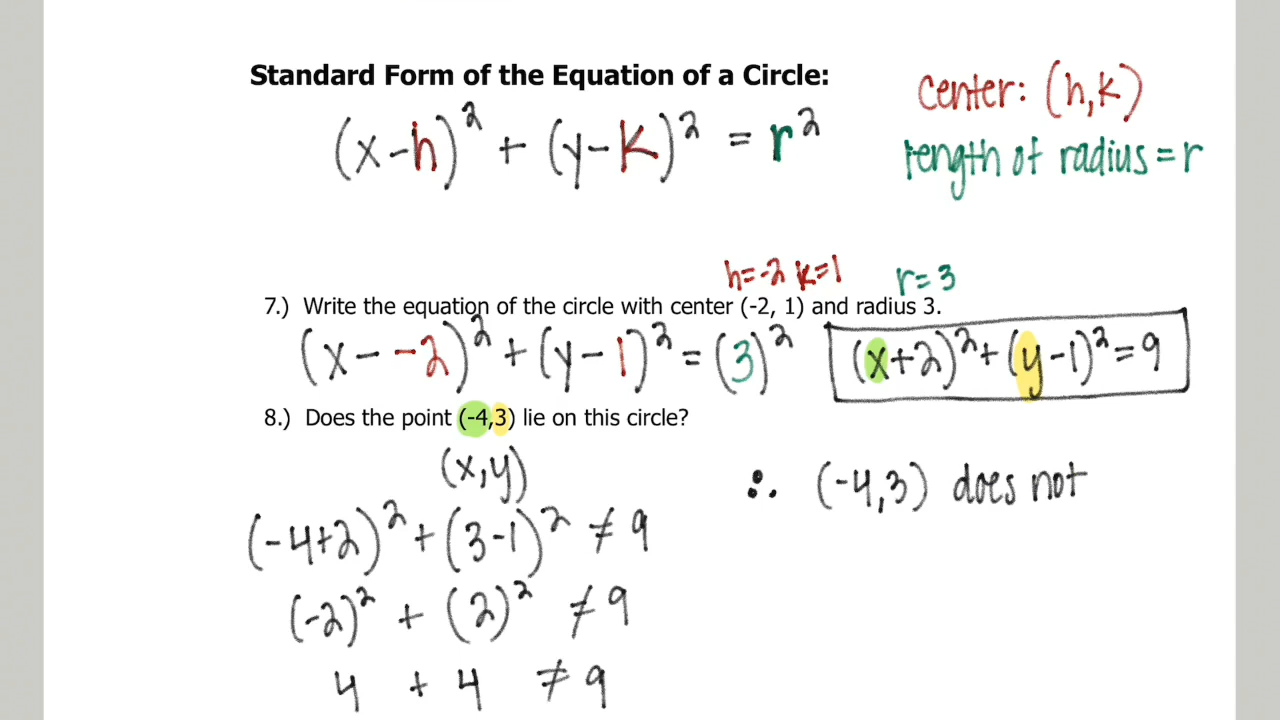 Standard Form of the Equation of a Circle:
center: (h,k)
(x-h)² + (y-k)² = r²
length of radius = r
h=-2 k=1 r=3
7.) Write the equation of the circle with center (-2, 1) and radius 3.
(x--2)² + (y-1)² = (3)² (x+2)² + (y-1)² = 9
8.) Does the point (-4,3) lie on this circle?
(x,y)
∴ (-4,3) does not
(-4+2)² + (3-1)² ≠ 9
(-2)² + (2)² ≠ 9
4 + 4 ≠ 9